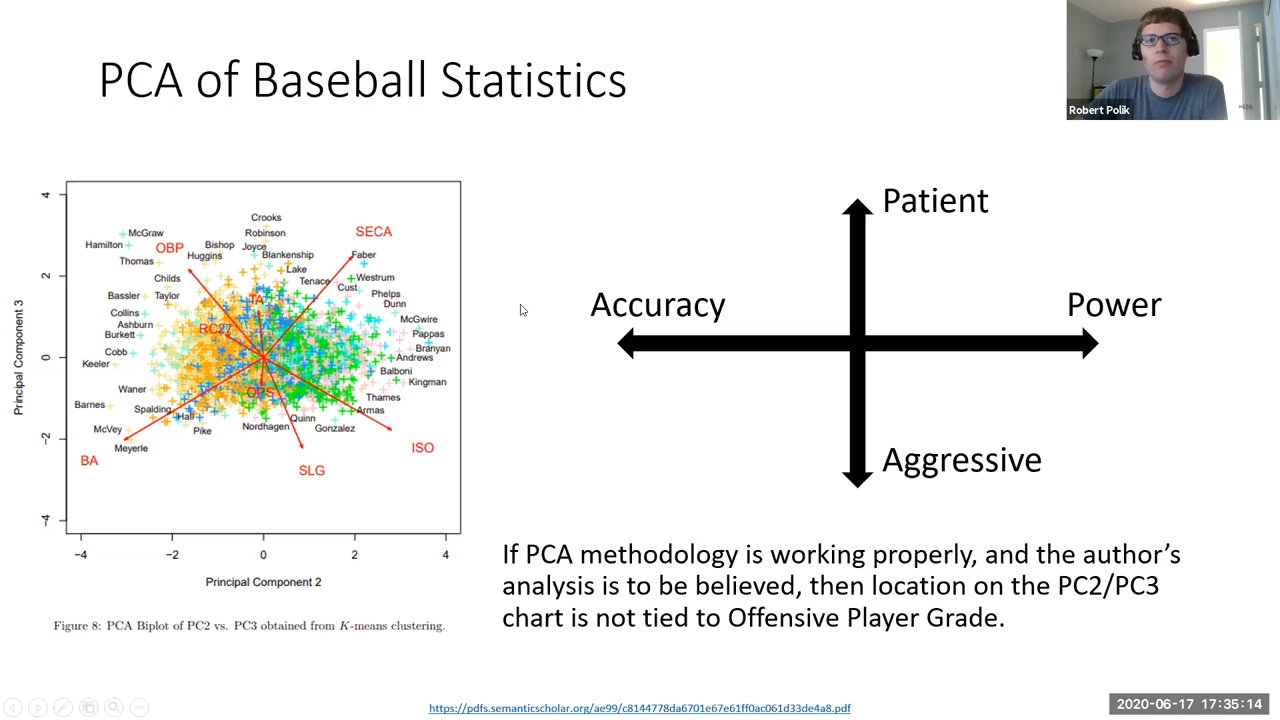 PCA of Baseball Statistics
Robert Polik
Principal Component 3
4
2
0
−2
−4
Crooks
McGraw
Robinson
SECA
Hamilton
OBP
Bishop
Joyce
Thomas
Huggins
Blankenship
Faber
Lake
Childs
Tenace
Westrum
Bassler
Taylor
TA
Cust
Phelps
Dunn
Collins
RC27
McGwire
Ashburn
Burkett
Pappas
Cobb
Branyan
Andrews
Keeler
Balboni
Kingman
Waner
OPS
Thames
Barnes
Spalding
Hall
Armas
Quinn
McVey
Pike
Nordhagen
Gonzalez
Meyerle
ISO
BA
SLG
−4
−2
0
2
4
Principal Component 2
Figure 8: PCA Biplot of PC2 vs. PC3 obtained from K-means clustering.
Patient
Accuracy
Power
Aggressive
If PCA methodology is working properly, and the author’s
analysis is to be believed, then location on the PC2/PC3
chart is not tied to Offensive Player Grade.
https://pdfs.semanticscholar.org/ae99/c8144778da6701e67e61ff0ac061d33de4a8.pdf
2020-06-17 17:35:14